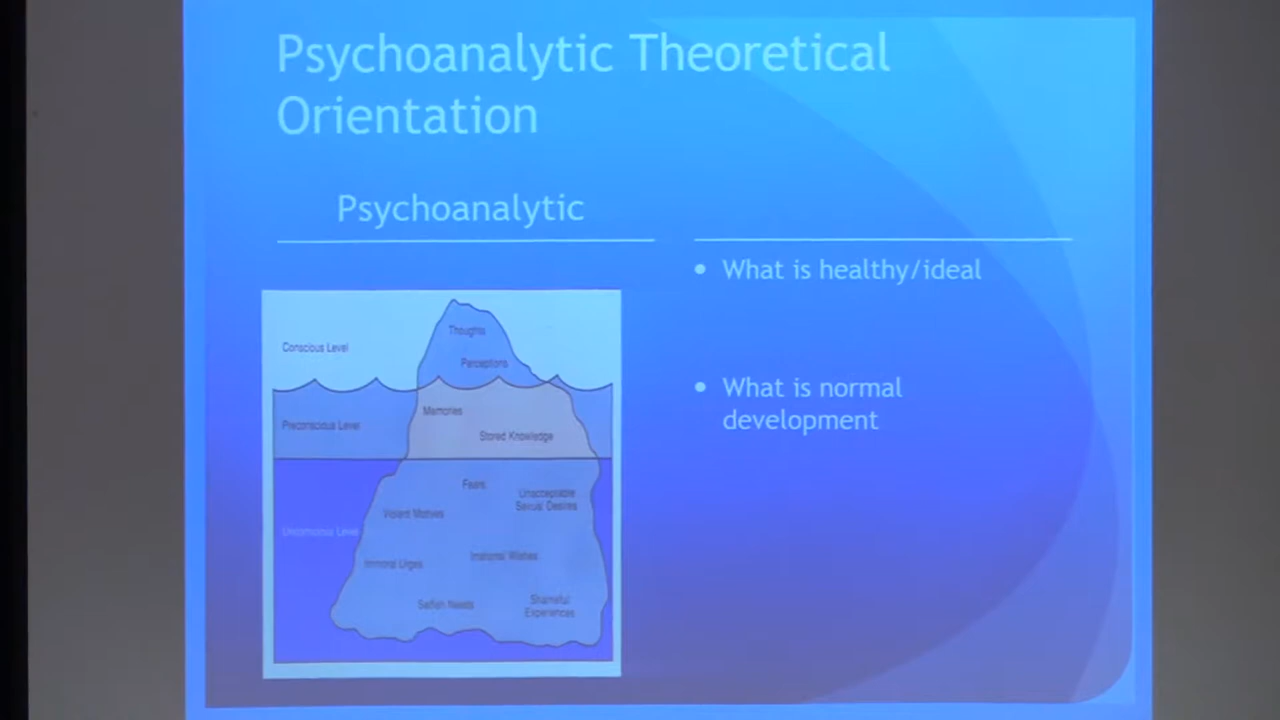 Psychoanalytic Theoretical
Orientation
Psychoanalytic
• What is healthy/ideal
• What is normal
development
Conscious Level
Thoughts
Perceptions
Preconscious Level
Memories
Stored Knowledge
Unconscious Level
Fears
Unacceptable
Sexual Desires
Violent Motives
Irrational Wishes
Immoral Urges
Selfish Needs
Shameful
Experiences